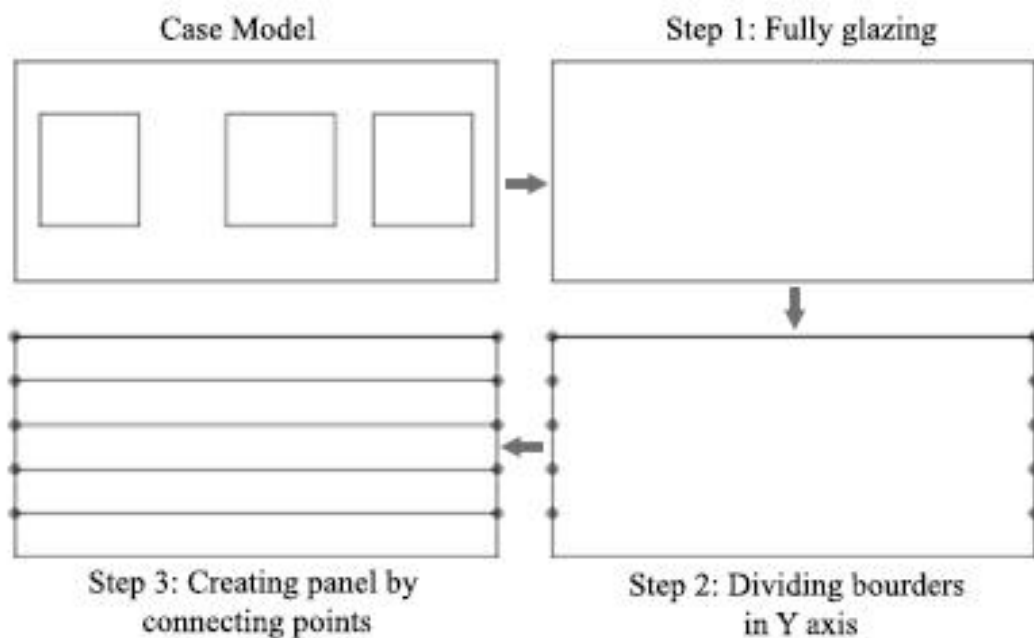 Case Model
Step 1: Fully glazing
Step 3: Creating panel by
connecting points
Step 2: Dividing bourders
in Y axis